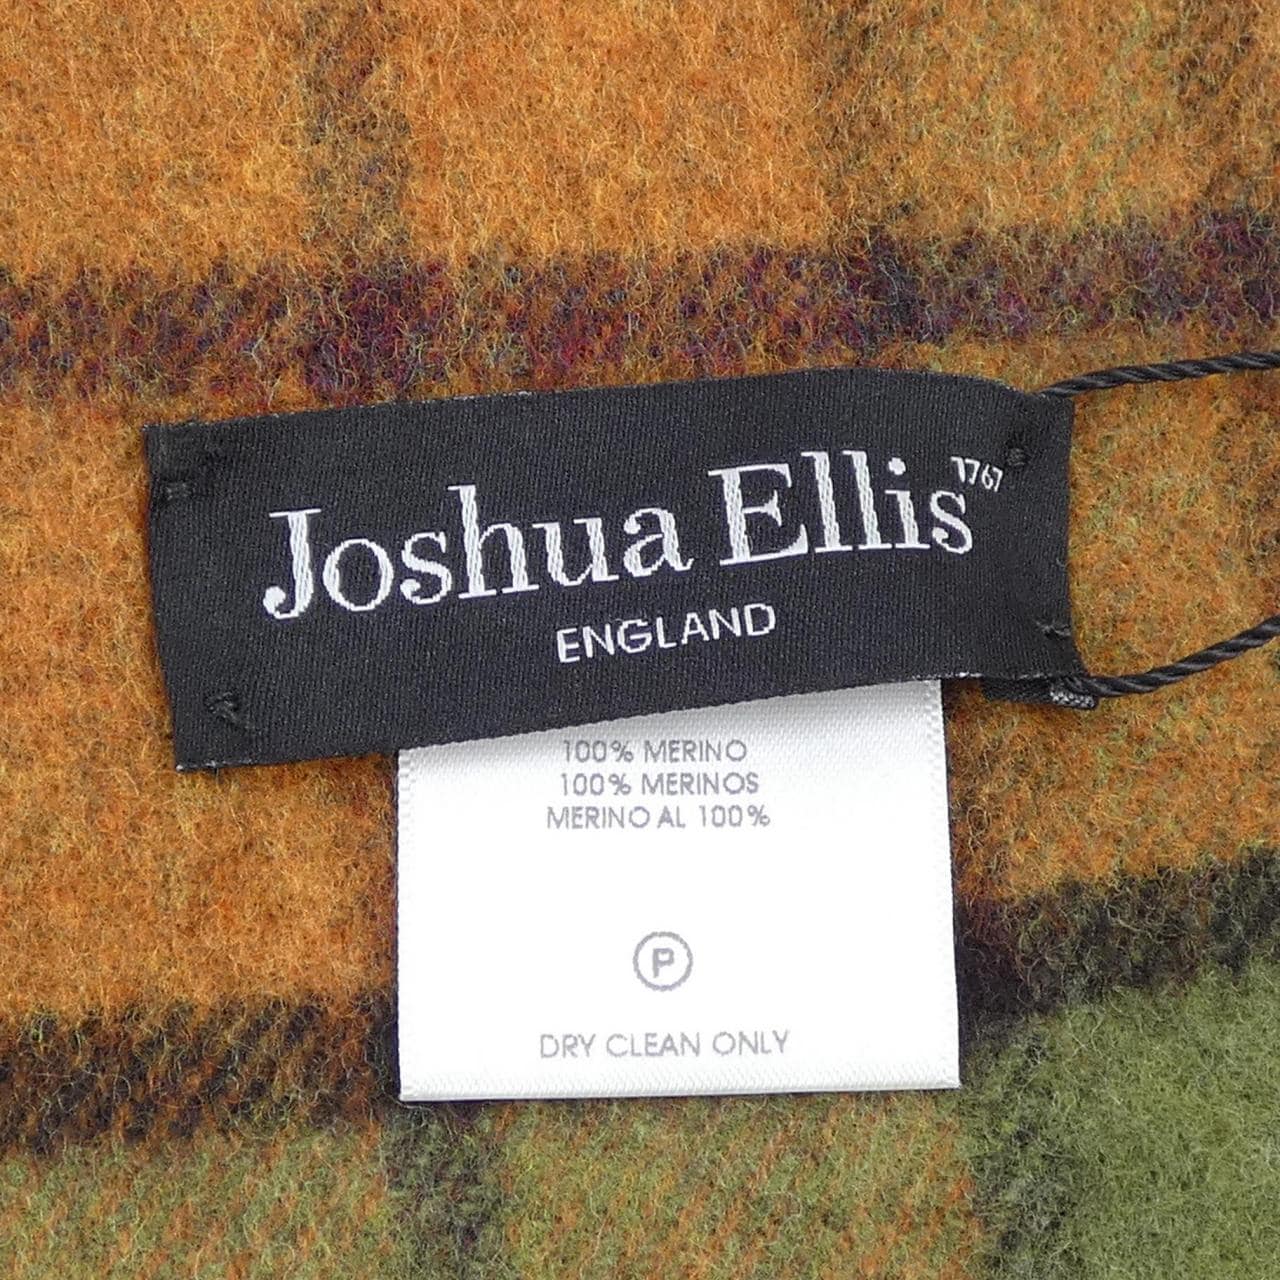 Joshua Ellis 1767
ENGLAND
100% MERINO
100% MERINOS
MERINO AL 100%
P
DRY CLEAN ONLY